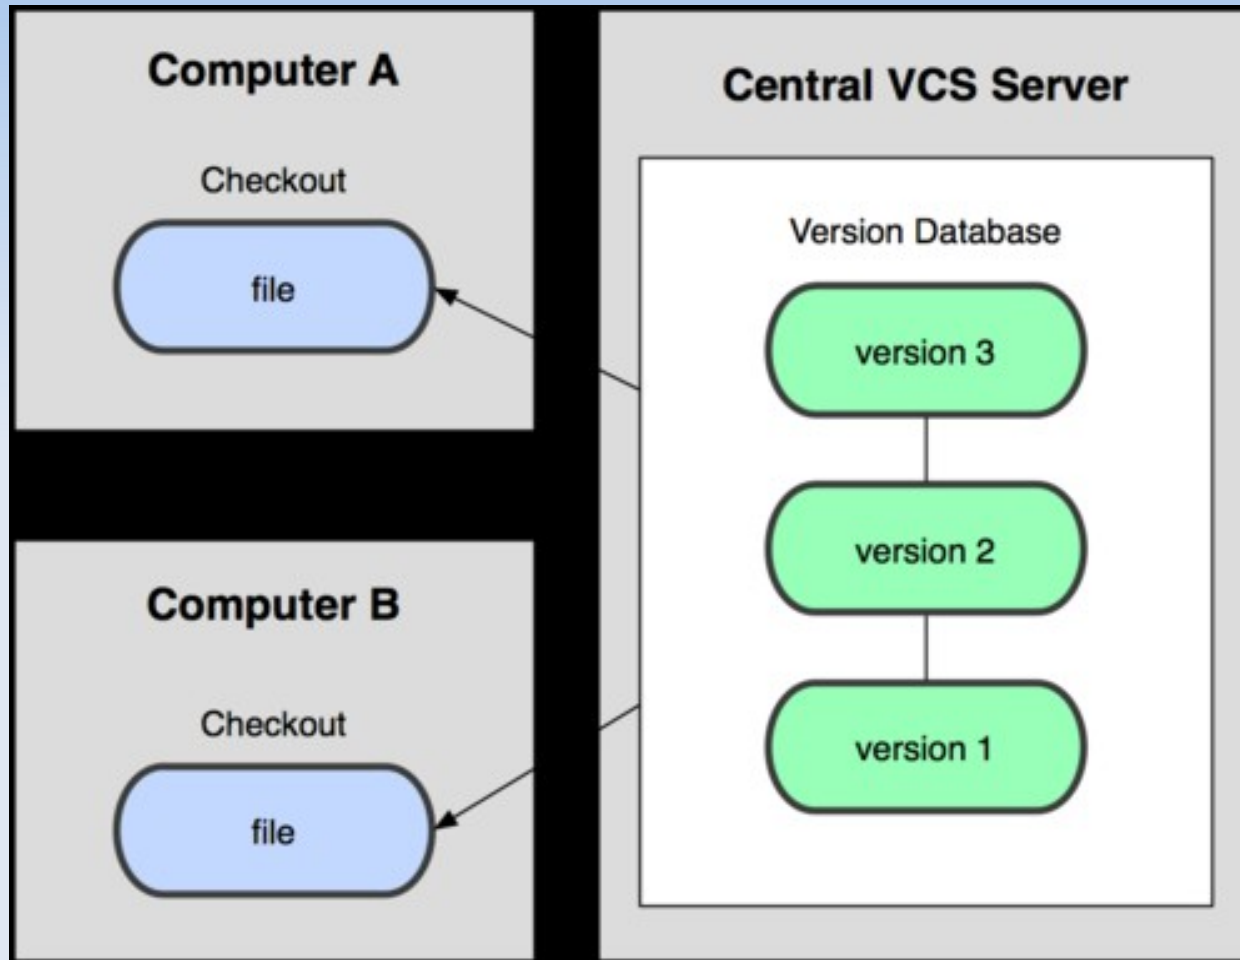 Computer A
Checkout
file
Computer B
Checkout
file
Central VCS Server
Version Database
version 3
version 2
version 1